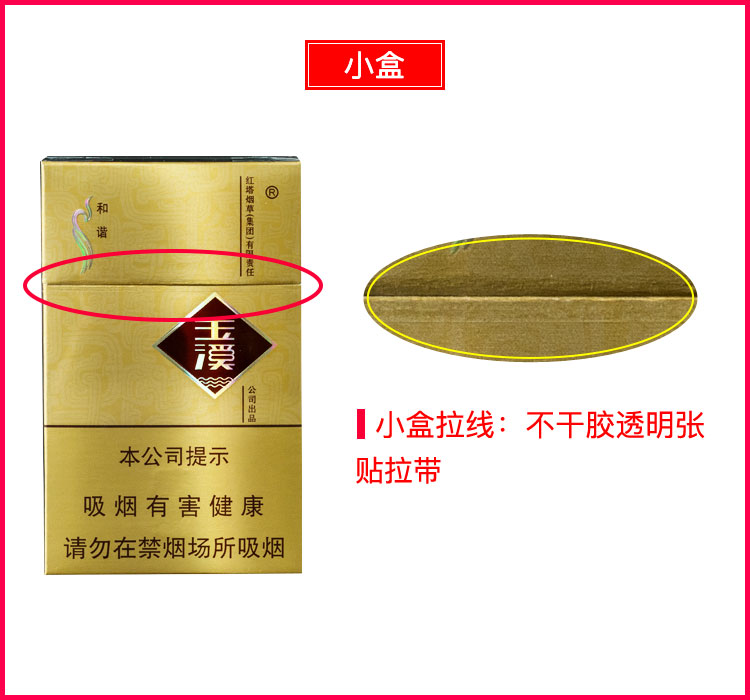 小盒
和谐
红塔烟草(集团)有限责任
®
玉溪
公司出品
本公司提示
吸烟有害健康
请勿在禁烟场所吸烟
小盒拉线：不干胶透明张
贴拉带